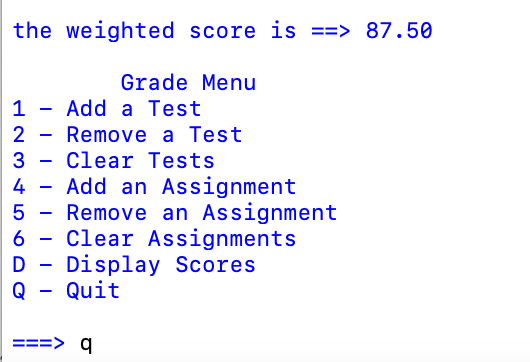 the weighted score is ==> 87.50
Grade Menu
1 – Add a Test
2 – Remove a Test
3 – Clear Tests
4 – Add an Assignment
5 – Remove an Assignment
6 – Clear Assignments
D – Display Scores
Q – Quit
===> q